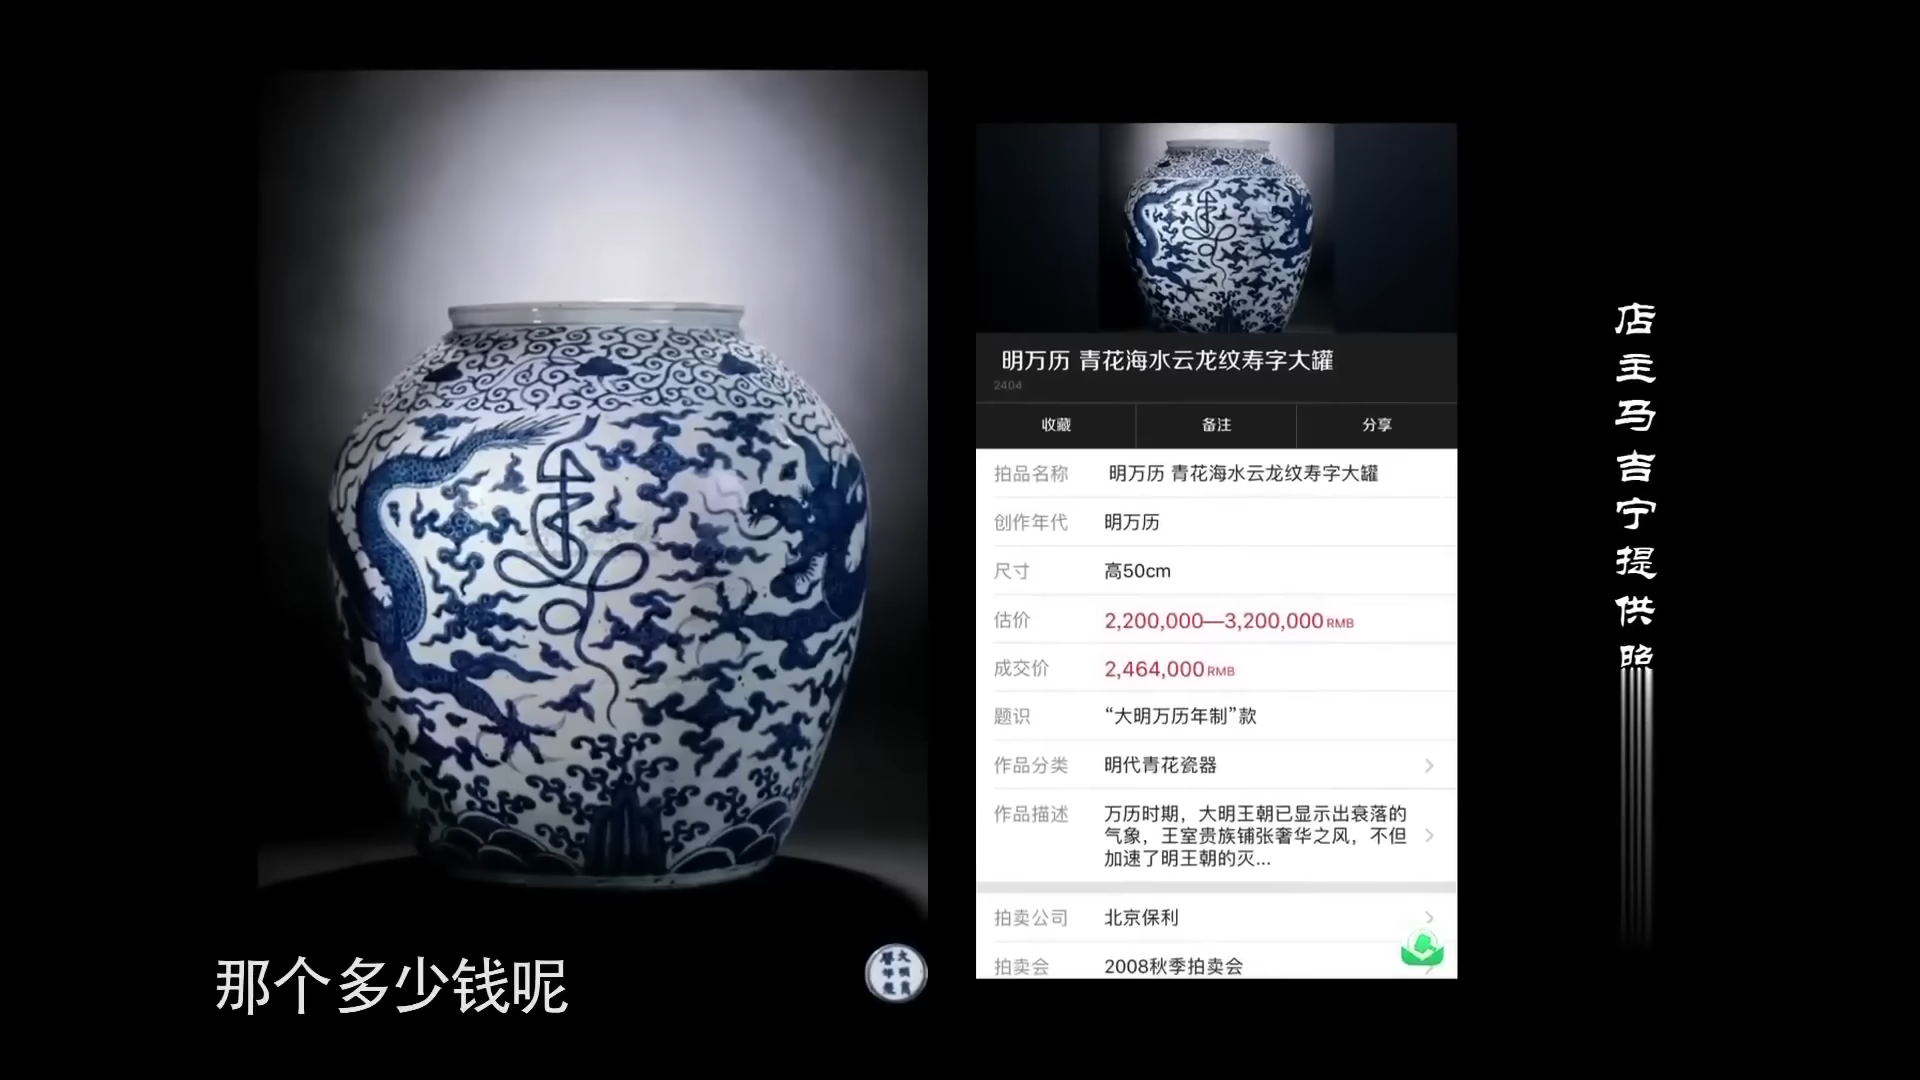 明万历 青花海水云龙纹寿字大罐
2404
收藏 备注 分享
拍品名称 明万历 青花海水云龙纹寿字大罐
创作年代 明万历
尺寸 高50cm
估价 2,200,000—3,200,000RMB
成交价 2,464,000RMB
题识 “大明万历年制”款
作品分类 明代青花瓷器
作品描述 万历时期，大明王朝已显示出衰落的
气象，王室贵族铺张奢华之风，不但
加速了明王朝的灭...
拍卖公司 北京保利
拍卖会 2008秋季拍卖会
店主马吉宁提供照
那个多少钱呢